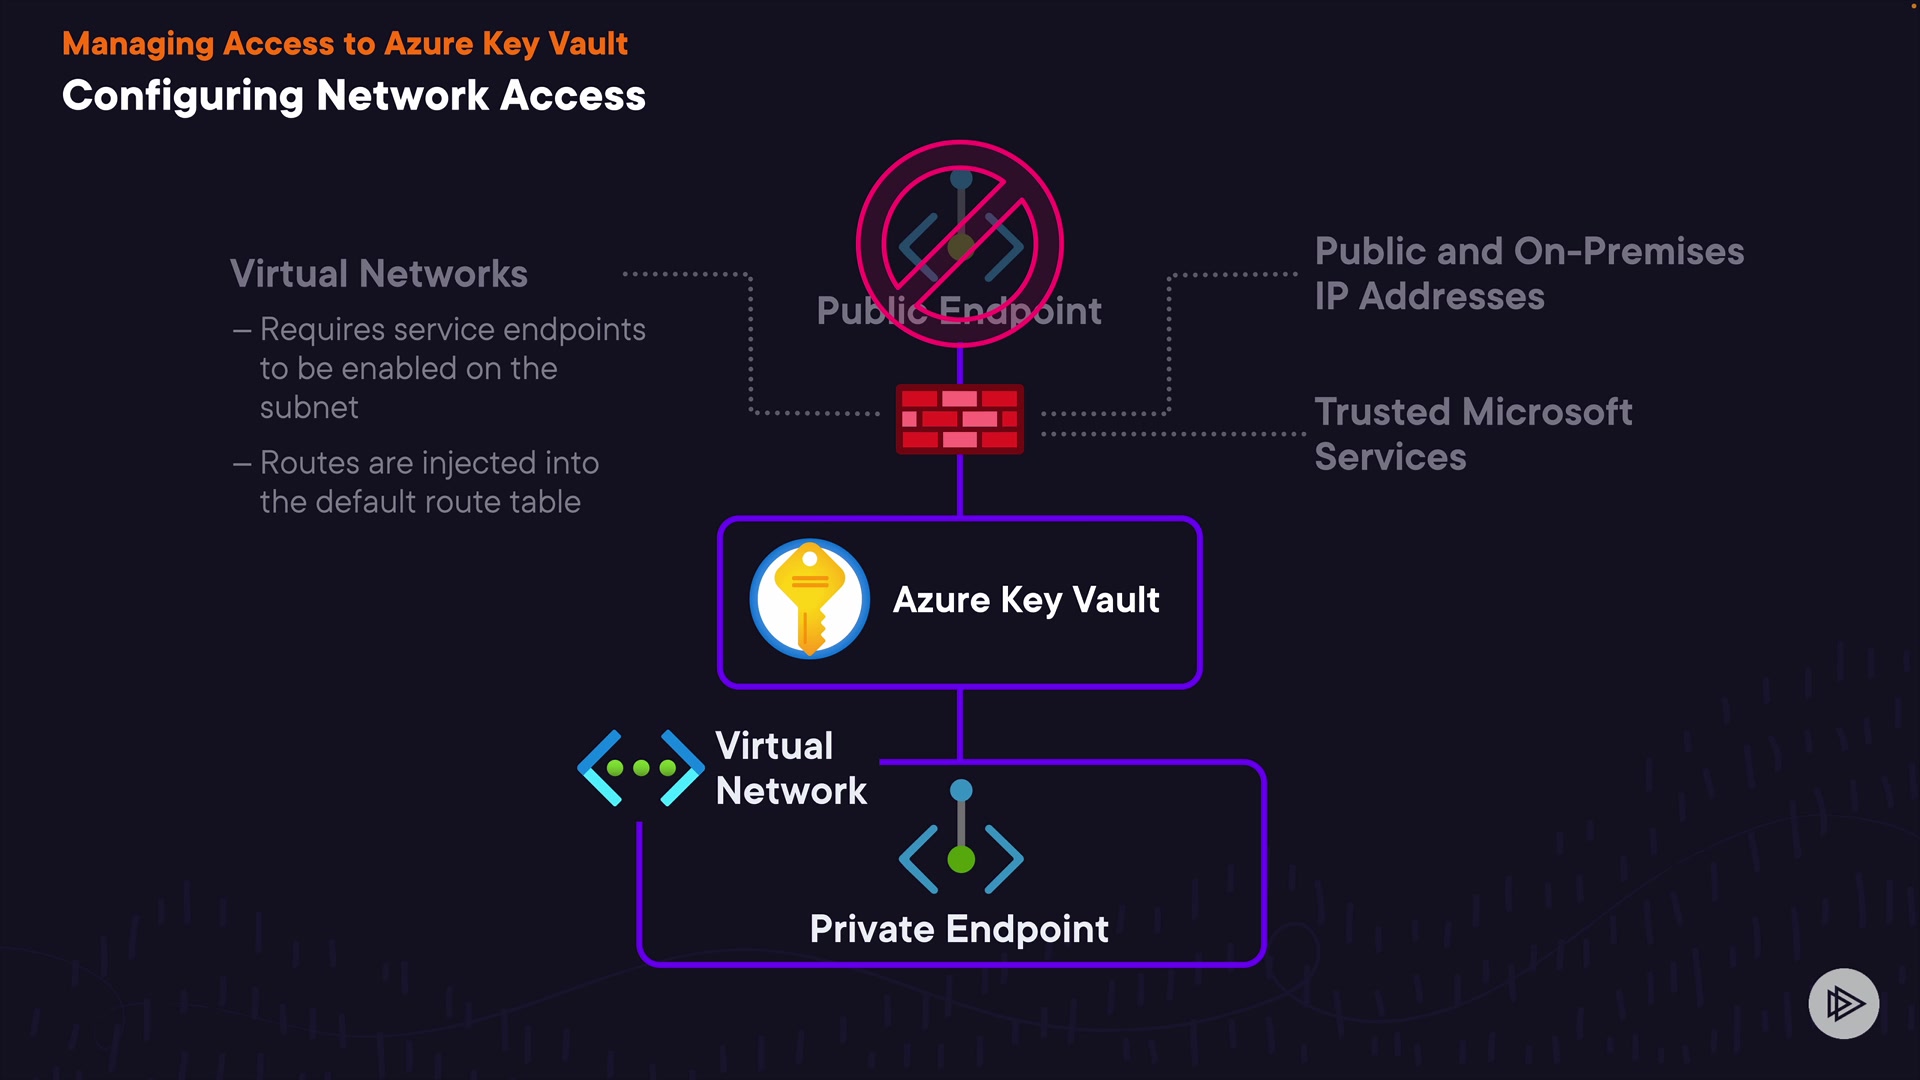 Managing Access to Azure Key Vault
Configuring Network Access
Public Endpoint
Virtual Networks
– Requires service endpoints
to be enabled on the
subnet
– Routes are injected into
the default route table
Public and On-Premises
IP Addresses
Trusted Microsoft
Services
Azure Key Vault
Virtual
Network
Private Endpoint